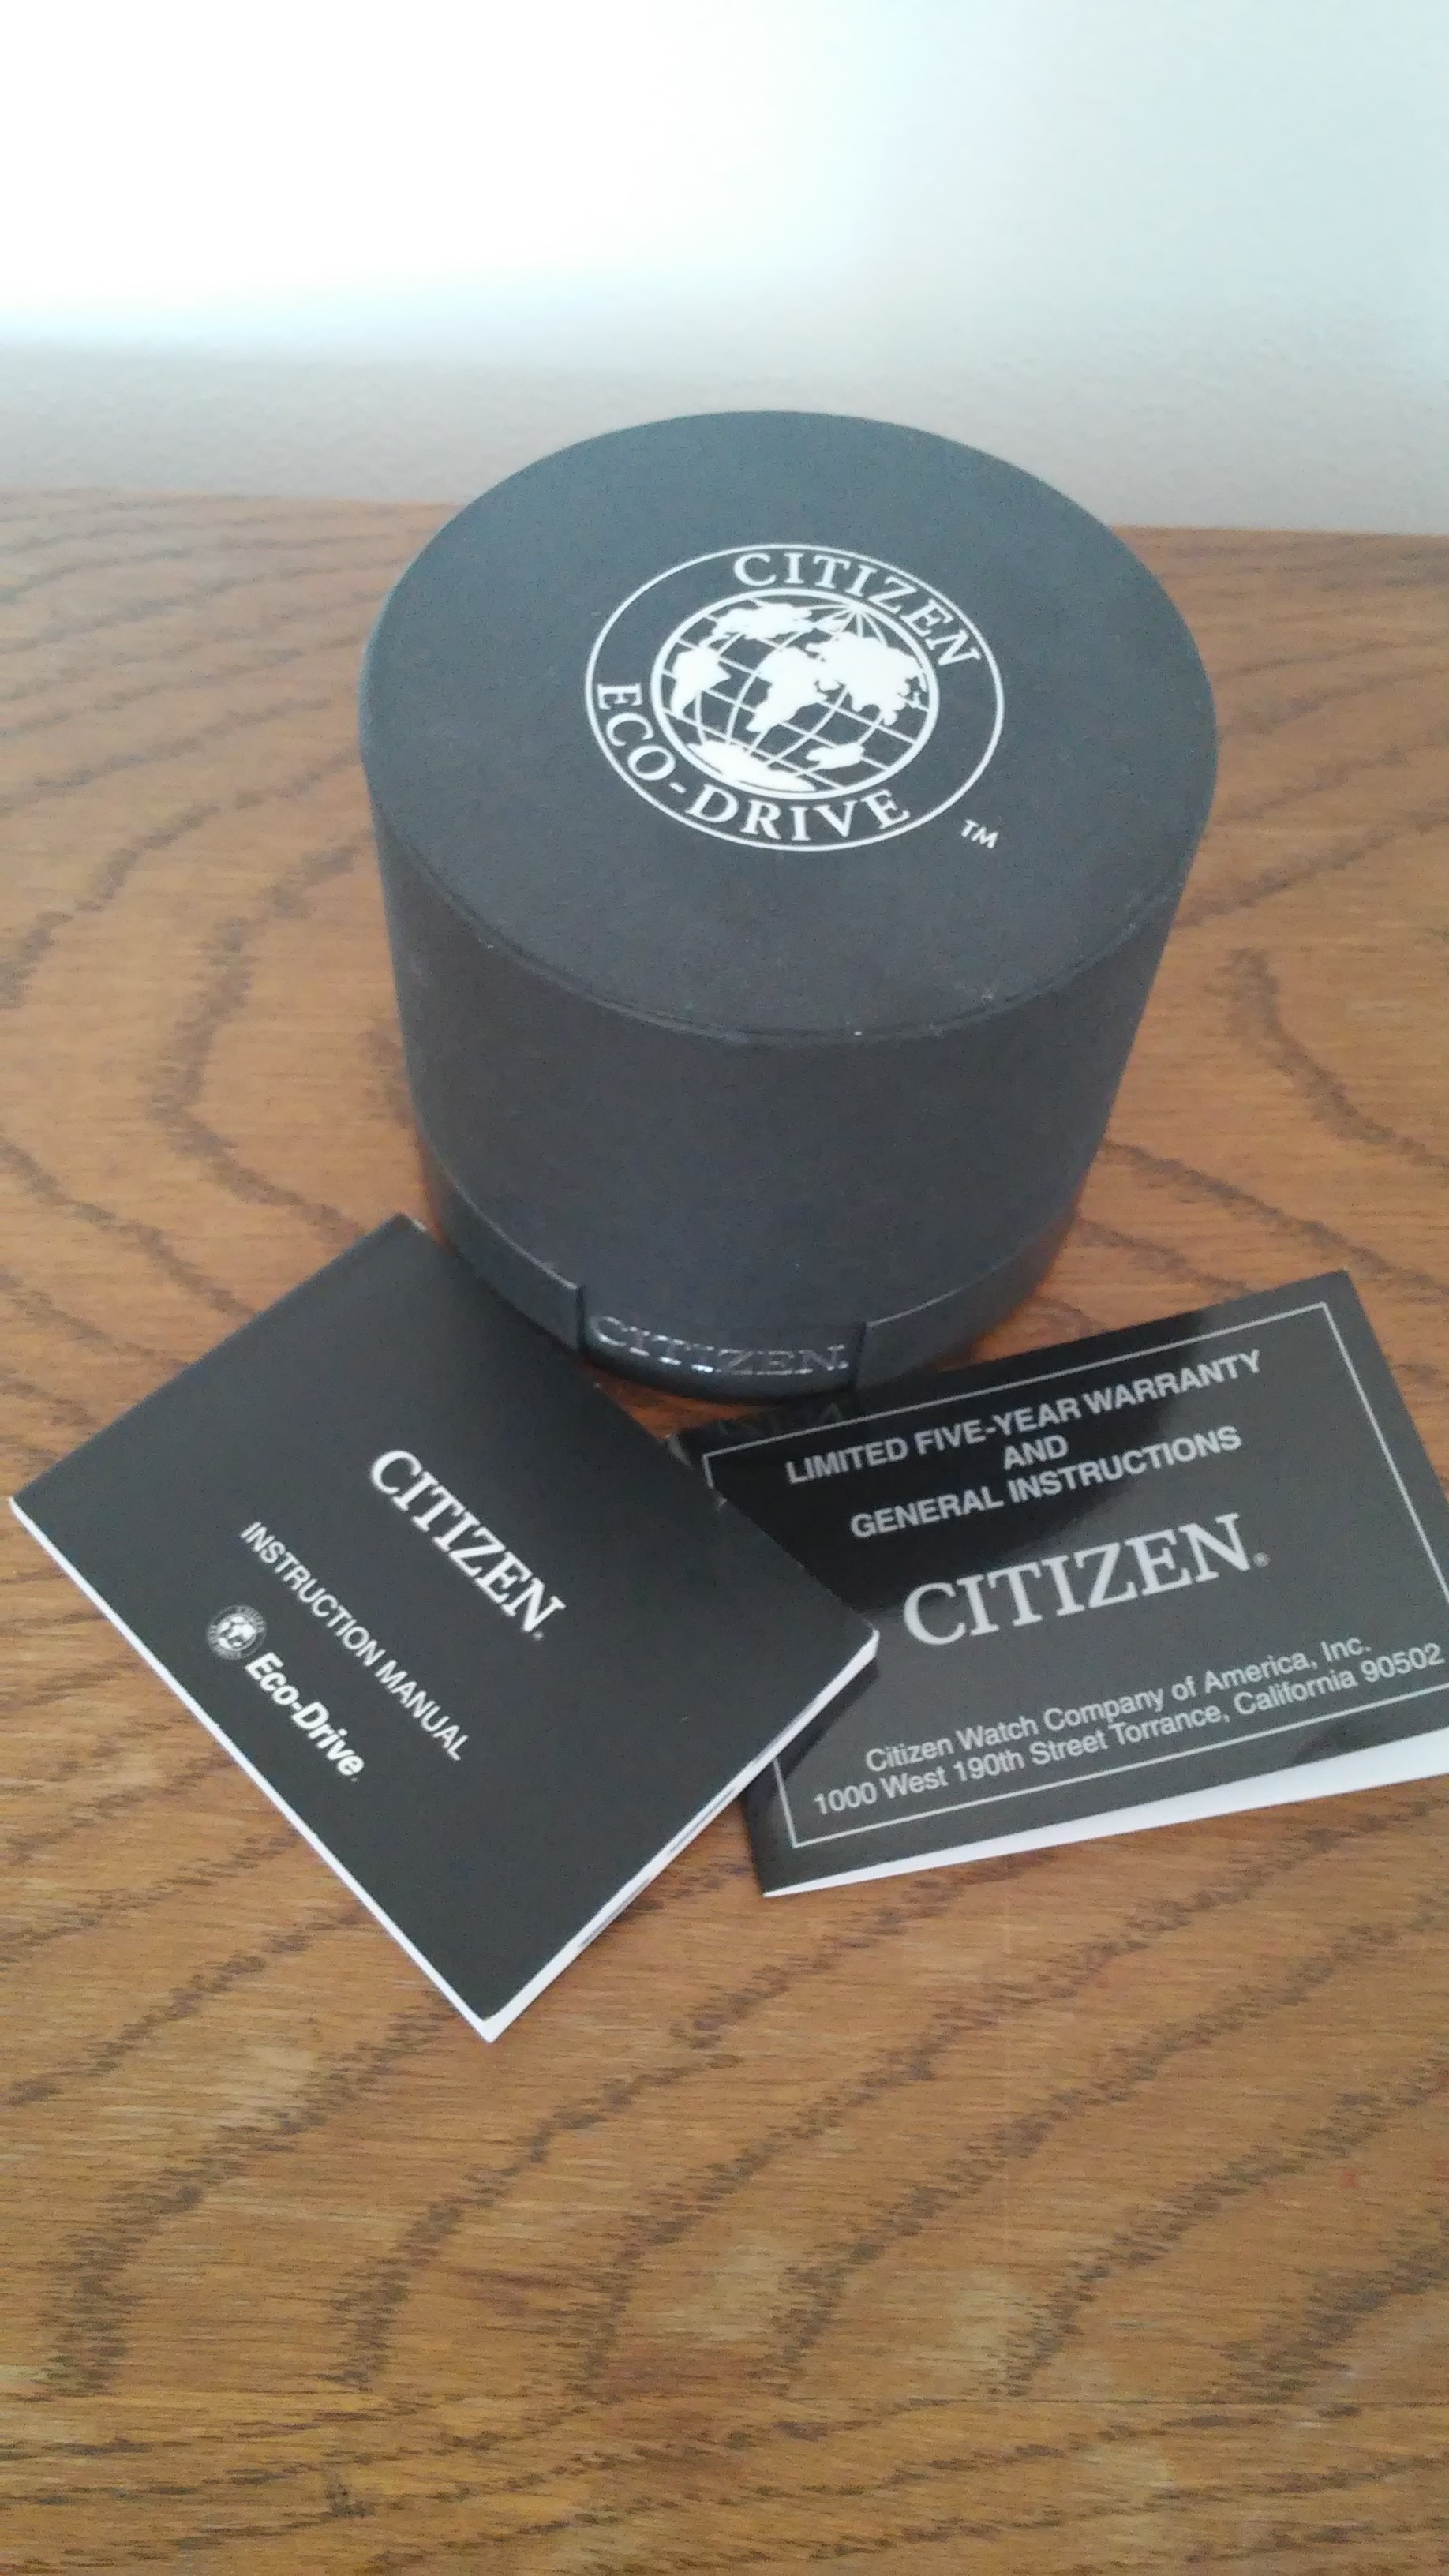 CITIZEN
ECO-DRIVE
TM
CITIZEN
CITIZEN
INSTRUCTION MANUAL
Eco-Drive
LIMITED FIVE-YEAR WARRANTY
AND
GENERAL INSTRUCTIONS
CITIZEN®
Citizen Watch Company of America, Inc.
1000 West 190th Street Torrance, California 90502